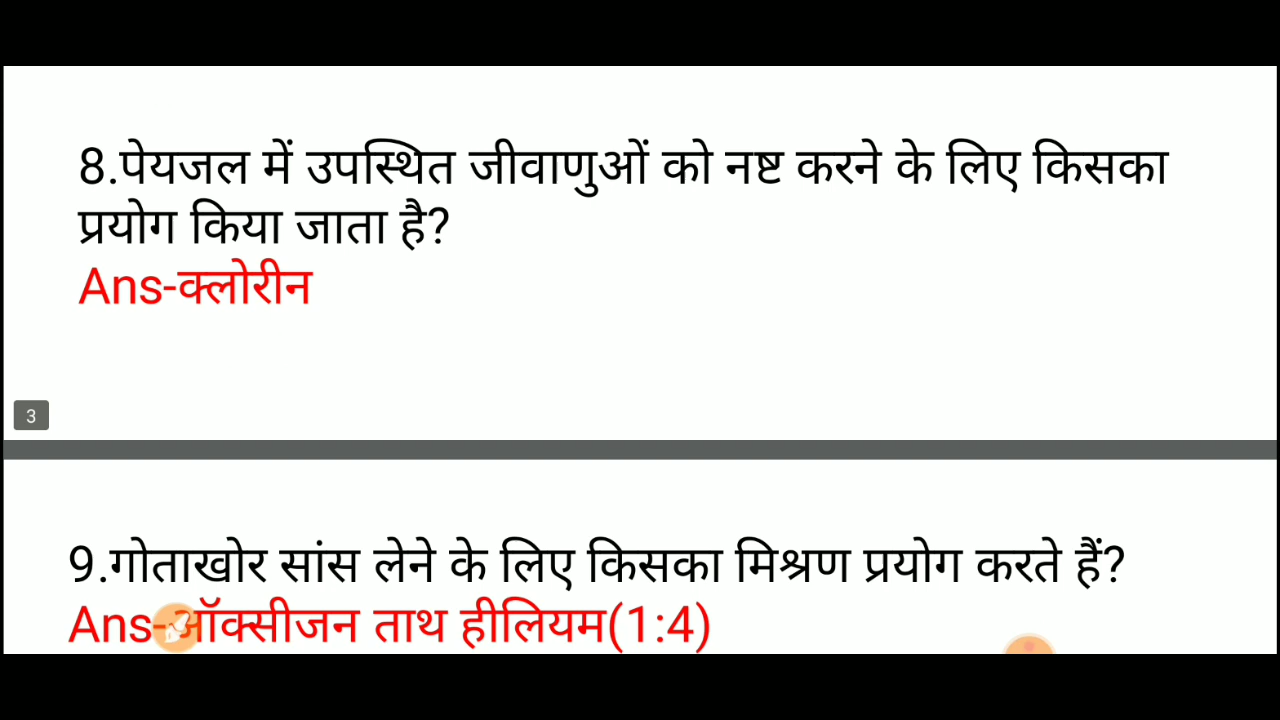 8.पेयजल में उपस्थित जीवाणुओं को नष्ट करने के लिए किसका
प्रयोग किया जाता है?
Ans-क्लोरीन
3
9.गोताखोर सांस लेने के लिए किसका मिश्रण प्रयोग करते हैं?
Ans-ऑक्सीजन ताथ हीलियम(1:4)